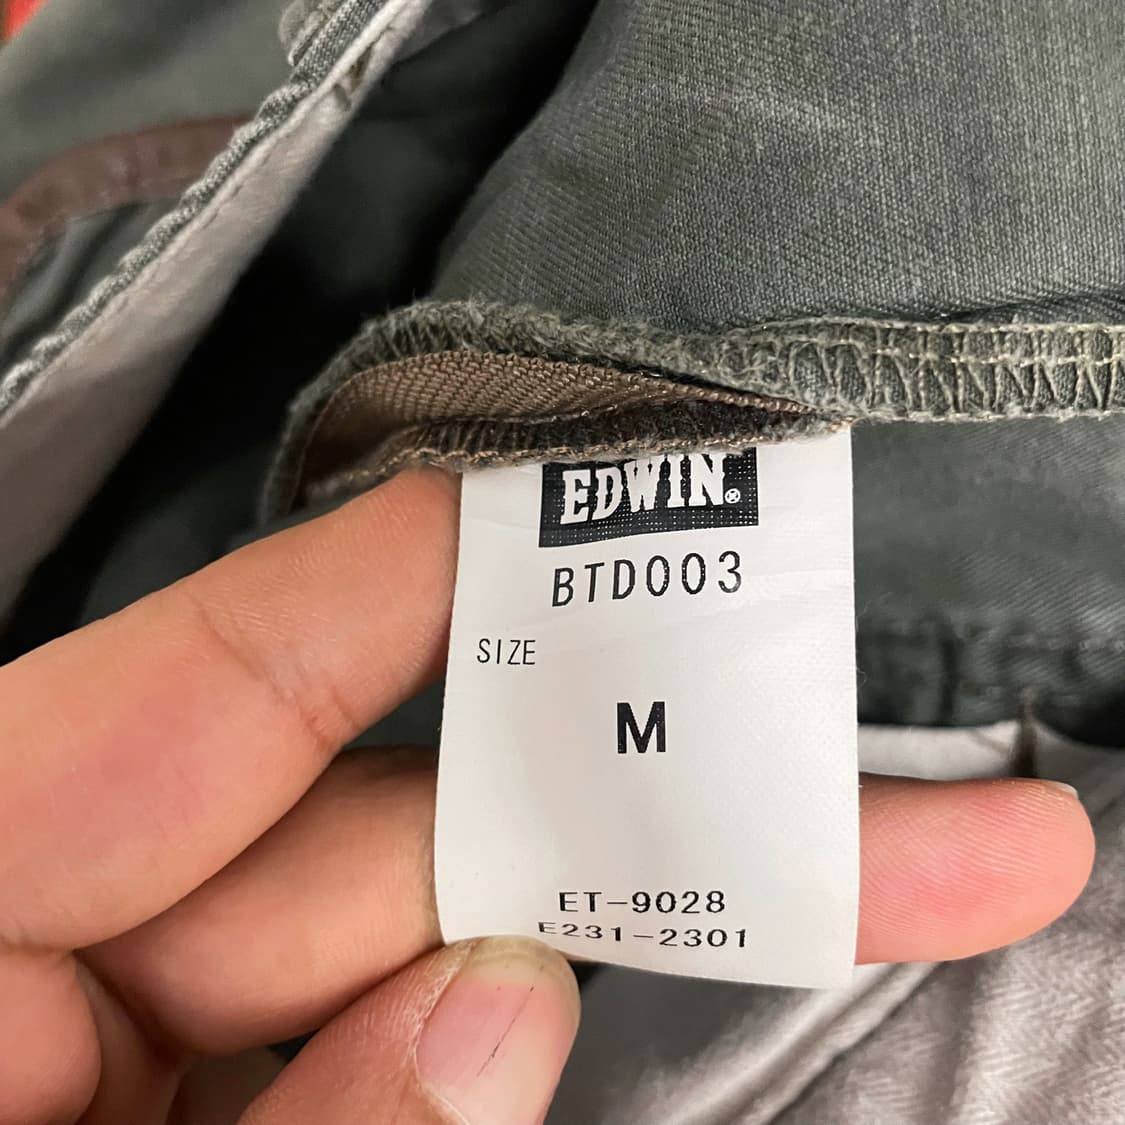 EDWIN®
BTD003
SIZE
M
ET-9028
E231-2301